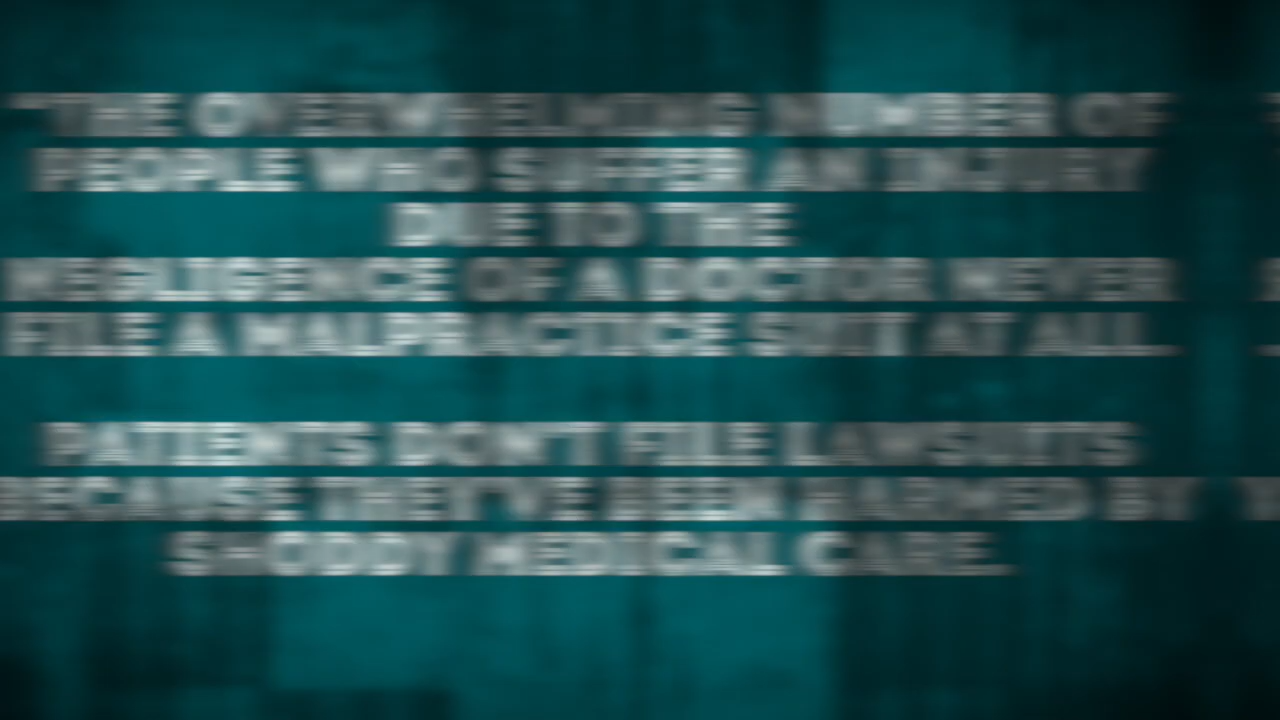 "THE OVERWHELMING NUMBER OF
PEOPLE WHO SUFFER AN INJURY
DUE TO THE
NEGLIGENCE OF A DOCTOR NEVER
FILE A MALPRACTICE SUIT AT ALL.
PATIENTS DON'T FILE LAWSUITS
BECAUSE THEY'VE BEEN HARMED BY
SHODDY MEDICAL CARE.